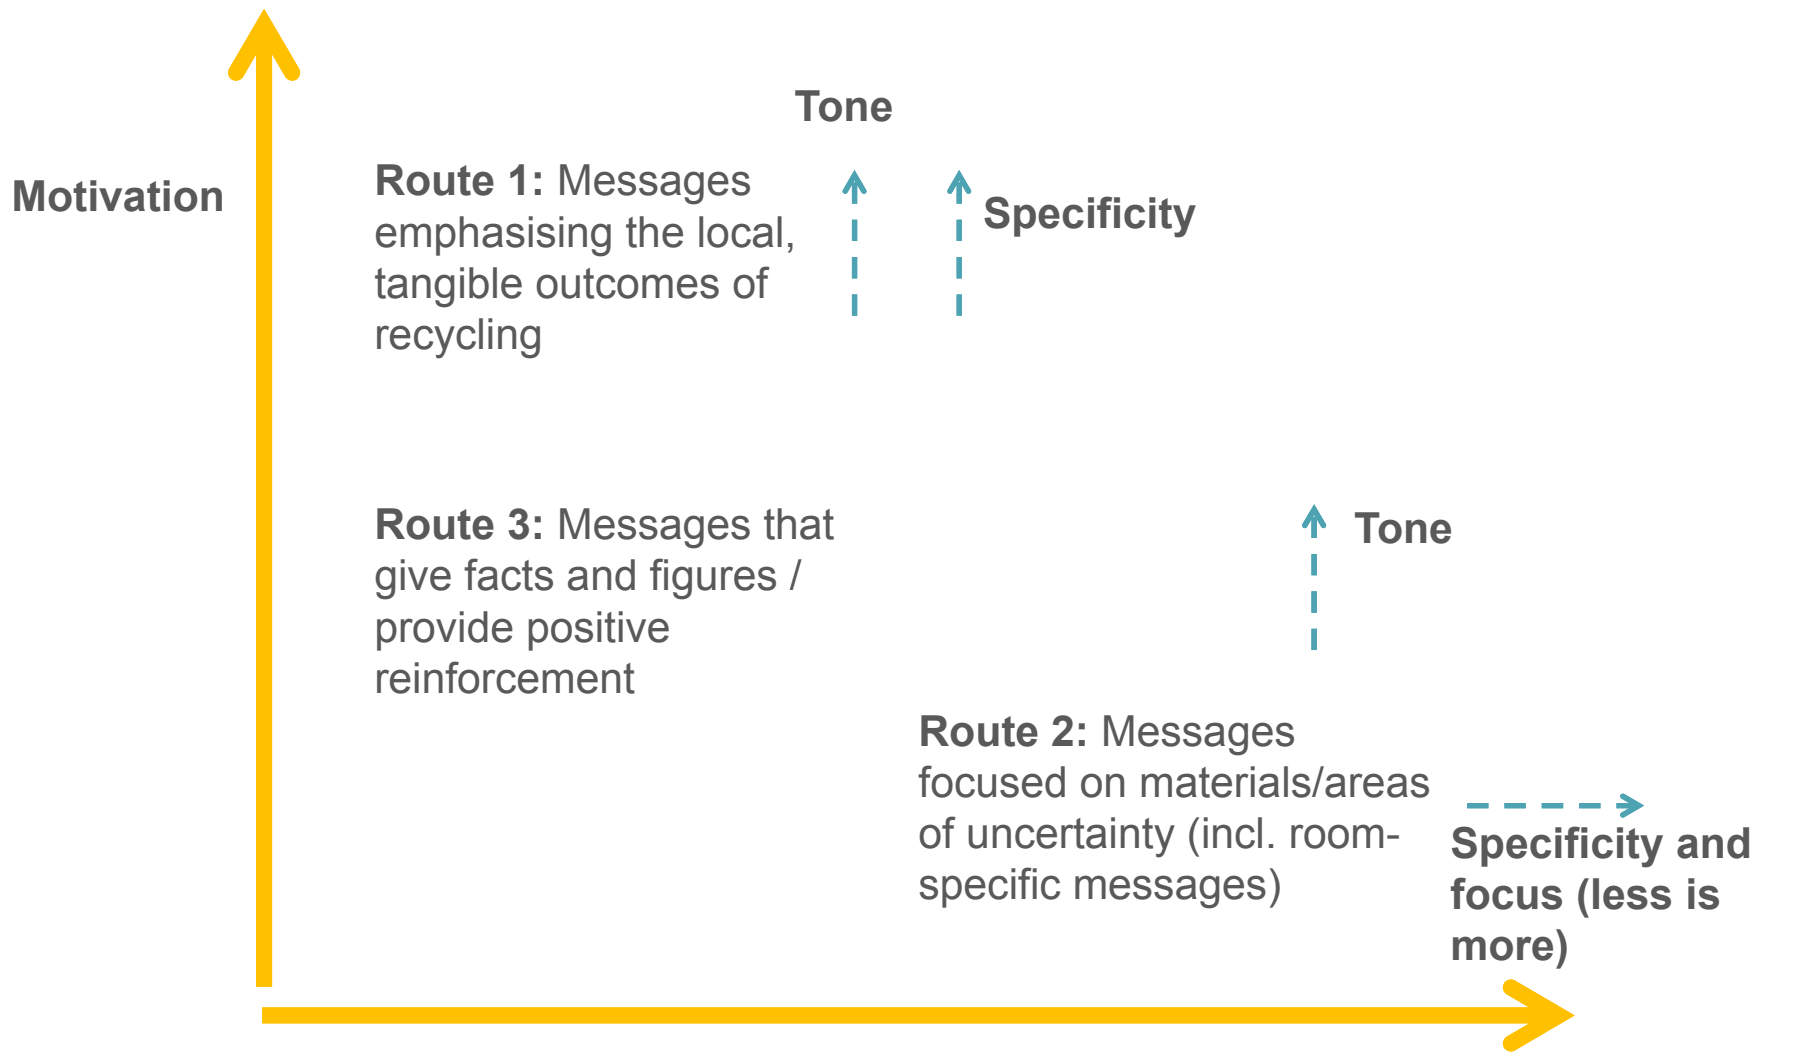 Tone
Motivation
Route 1: Messages
emphasising the local,
tangible outcomes of
recycling
Specificity
Route 3: Messages that
give facts and figures /
provide positive
reinforcement
Tone
Route 2: Messages
focused on materials/areas
of uncertainty (incl. room-
specific messages)
Specificity and
focus (less is
more)